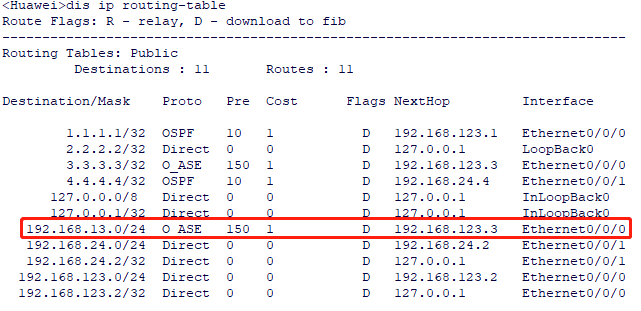 <Huawei>dis ip routing-table
Route Flags: R - relay, D - download to fib
------------------------------------------------------------------------------
Routing Tables: Public
Destinations : 11 Routes : 11
Destination/Mask Proto Pre Cost Flags NextHop Interface
1.1.1.1/32 OSPF 10 1 D 192.168.123.1 Ethernet0/0/0
2.2.2.2/32 Direct 0 0 D 127.0.0.1 LoopBack0
3.3.3.3/32 O_ASE 150 1 D 192.168.123.3 Ethernet0/0/0
4.4.4.4/32 OSPF 10 1 D 192.168.24.4 Ethernet0/0/1
127.0.0.0/8 Direct 0 0 D 127.0.0.1 InLoopBack0
127.0.0.1/32 Direct 0 0 D 127.0.0.1 InLoopBack0
192.168.13.0/24 O_ASE 150 1 D 192.168.123.3 Ethernet0/0/0
192.168.24.0/24 Direct 0 0 D 192.168.24.2 Ethernet0/0/1
192.168.24.2/32 Direct 0 0 D 127.0.0.1 Ethernet0/0/1
192.168.123.0/24 Direct 0 0 D 192.168.123.2 Ethernet0/0/0
192.168.123.2/32 Direct 0 0 D 127.0.0.1 Ethernet0/0/0